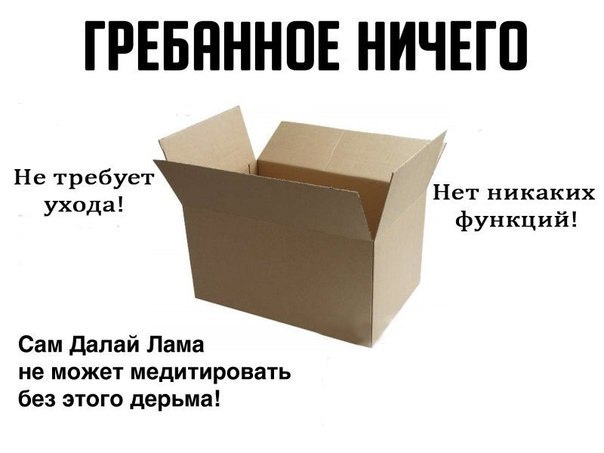 ГРЕБАННОЕ НИЧЕГО
Не требует
ухода!
Нет никаких
функций!
Сам Далай Лама
не может медитировать
без этого дерьма!